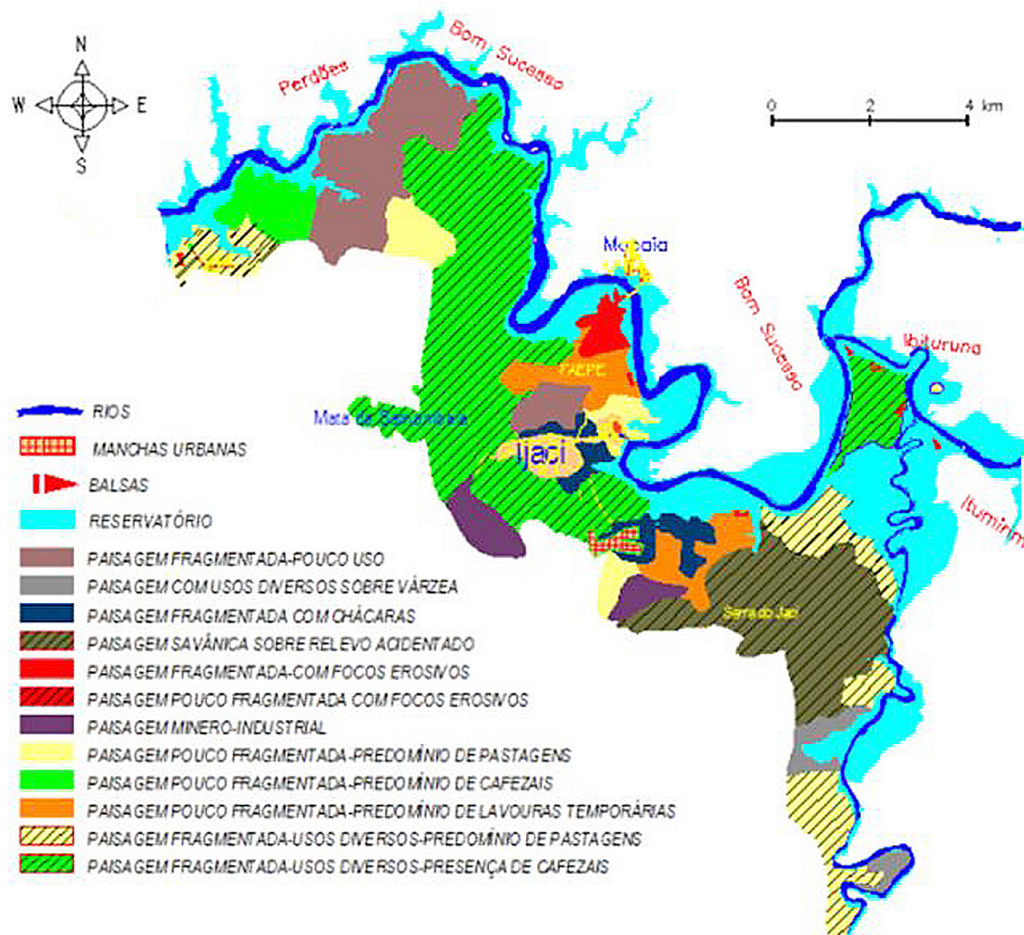 N
W E
S
Perdões
Bom Sucesso
0 2 4 km
Bom Sucesso
Ibituruna
FAEPE
Mata da
Ijaci
Serra do Jaci
RIOS
MANCHAS URBANAS
BALSAS
RESERVATÓRIO
PAISAGEM FRAGMENTADA-POUCO USO
PAISAGEM COM USOS DIVERSOS SOBRE VÁRZEA
PAISAGEM FRAGMENTADA COM CHÁCARAS
PAISAGEM SAVÂNICA SOBRE RELEVO ACIDENTADO
PAISAGEM FRAGMENTADA-COM FOCOS EROSIVOS
PAISAGEM POUCO FRAGMENTADA COM FOCOS EROSIVOS
PAISAGEM MINERO-INDUSTRIAL
PAISAGEM POUCO FRAGMENTADA-PREDOMÍNIO DE PASTAGENS
PAISAGEM POUCO FRAGMENTADA-PREDOMÍNIO DE CAFEZAIS
PAISAGEM POUCO FRAGMENTADA-PREDOMÍNIO DE LAVOURAS TEMPORÁRIAS
PAISAGEM FRAGMENTADA-USOS DIVERSOS-PREDOMÍNIO DE PASTAGENS
PAISAGEM FRAGMENTADA-USOS DIVERSOS-PRESENÇA DE CAFEZAIS